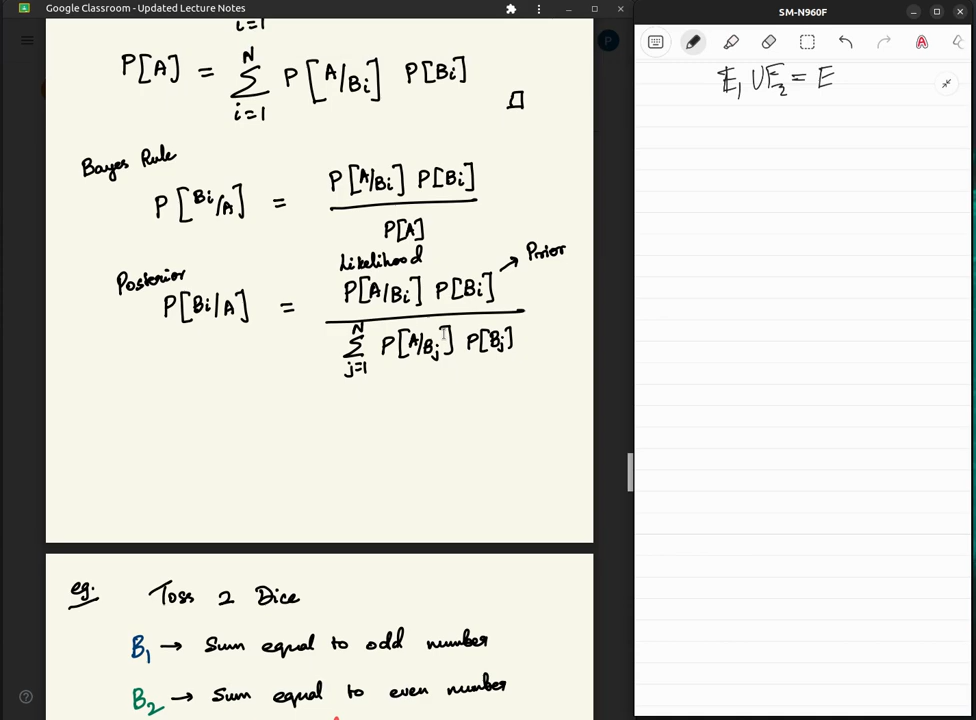 Google Classroom - Updated Lecture Notes
SM-N960F
i=1
P[A] = N Σ i=1 P[A/Bi] P[Bi]
E₁ ∪ E₂ = E
Bayes Rule
P[Bi/A] = P[A/Bi] P[Bi] / P[A]
Likelihood
Prior
Posterior
P[Bi/A] = P[A/Bi] P[Bi] / N Σ j=1 P[A/Bj] P[Bj]
eg. Toss 2 Dice
B₁ → Sum equal to odd number
B₂ → Sum equal to even number